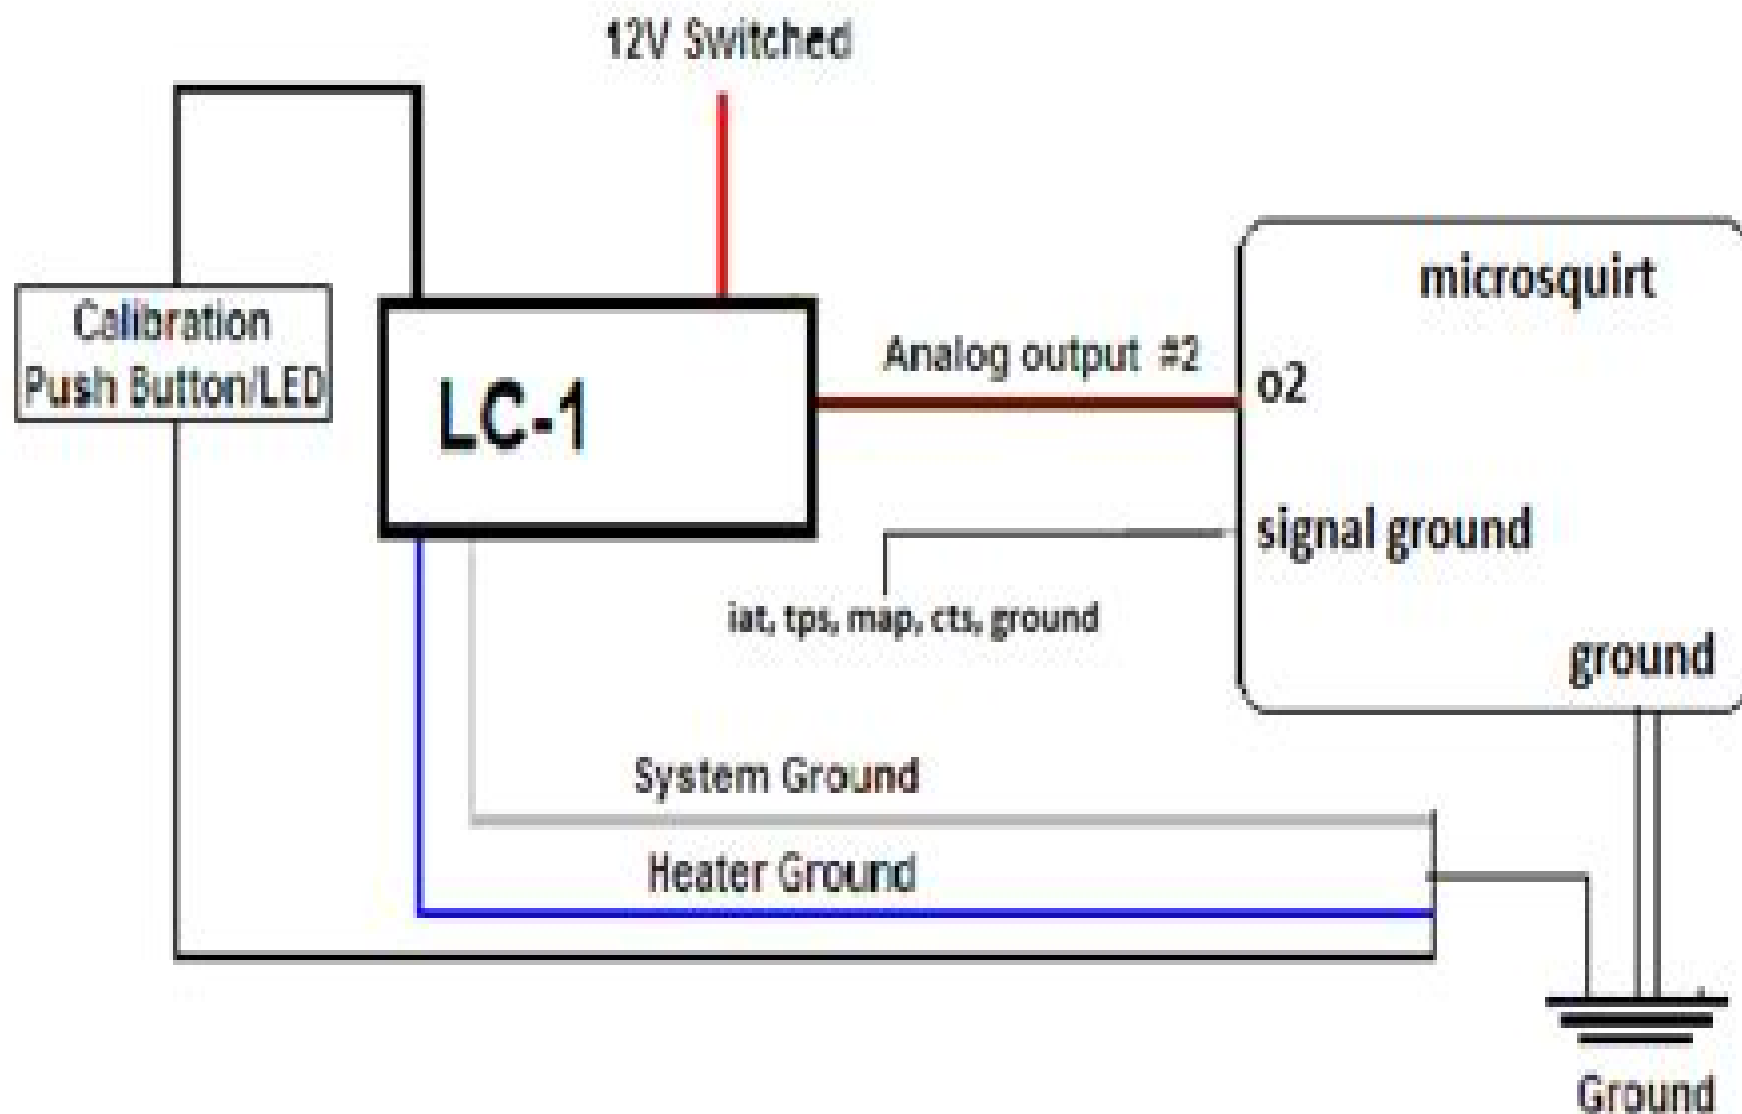 12V Switched
Calibration
Push Button/LED
LC-1
Analog output #2
microsquirt
o2
signal ground
iat, tps, map, cts, ground
ground
System Ground
Heater Ground
Ground